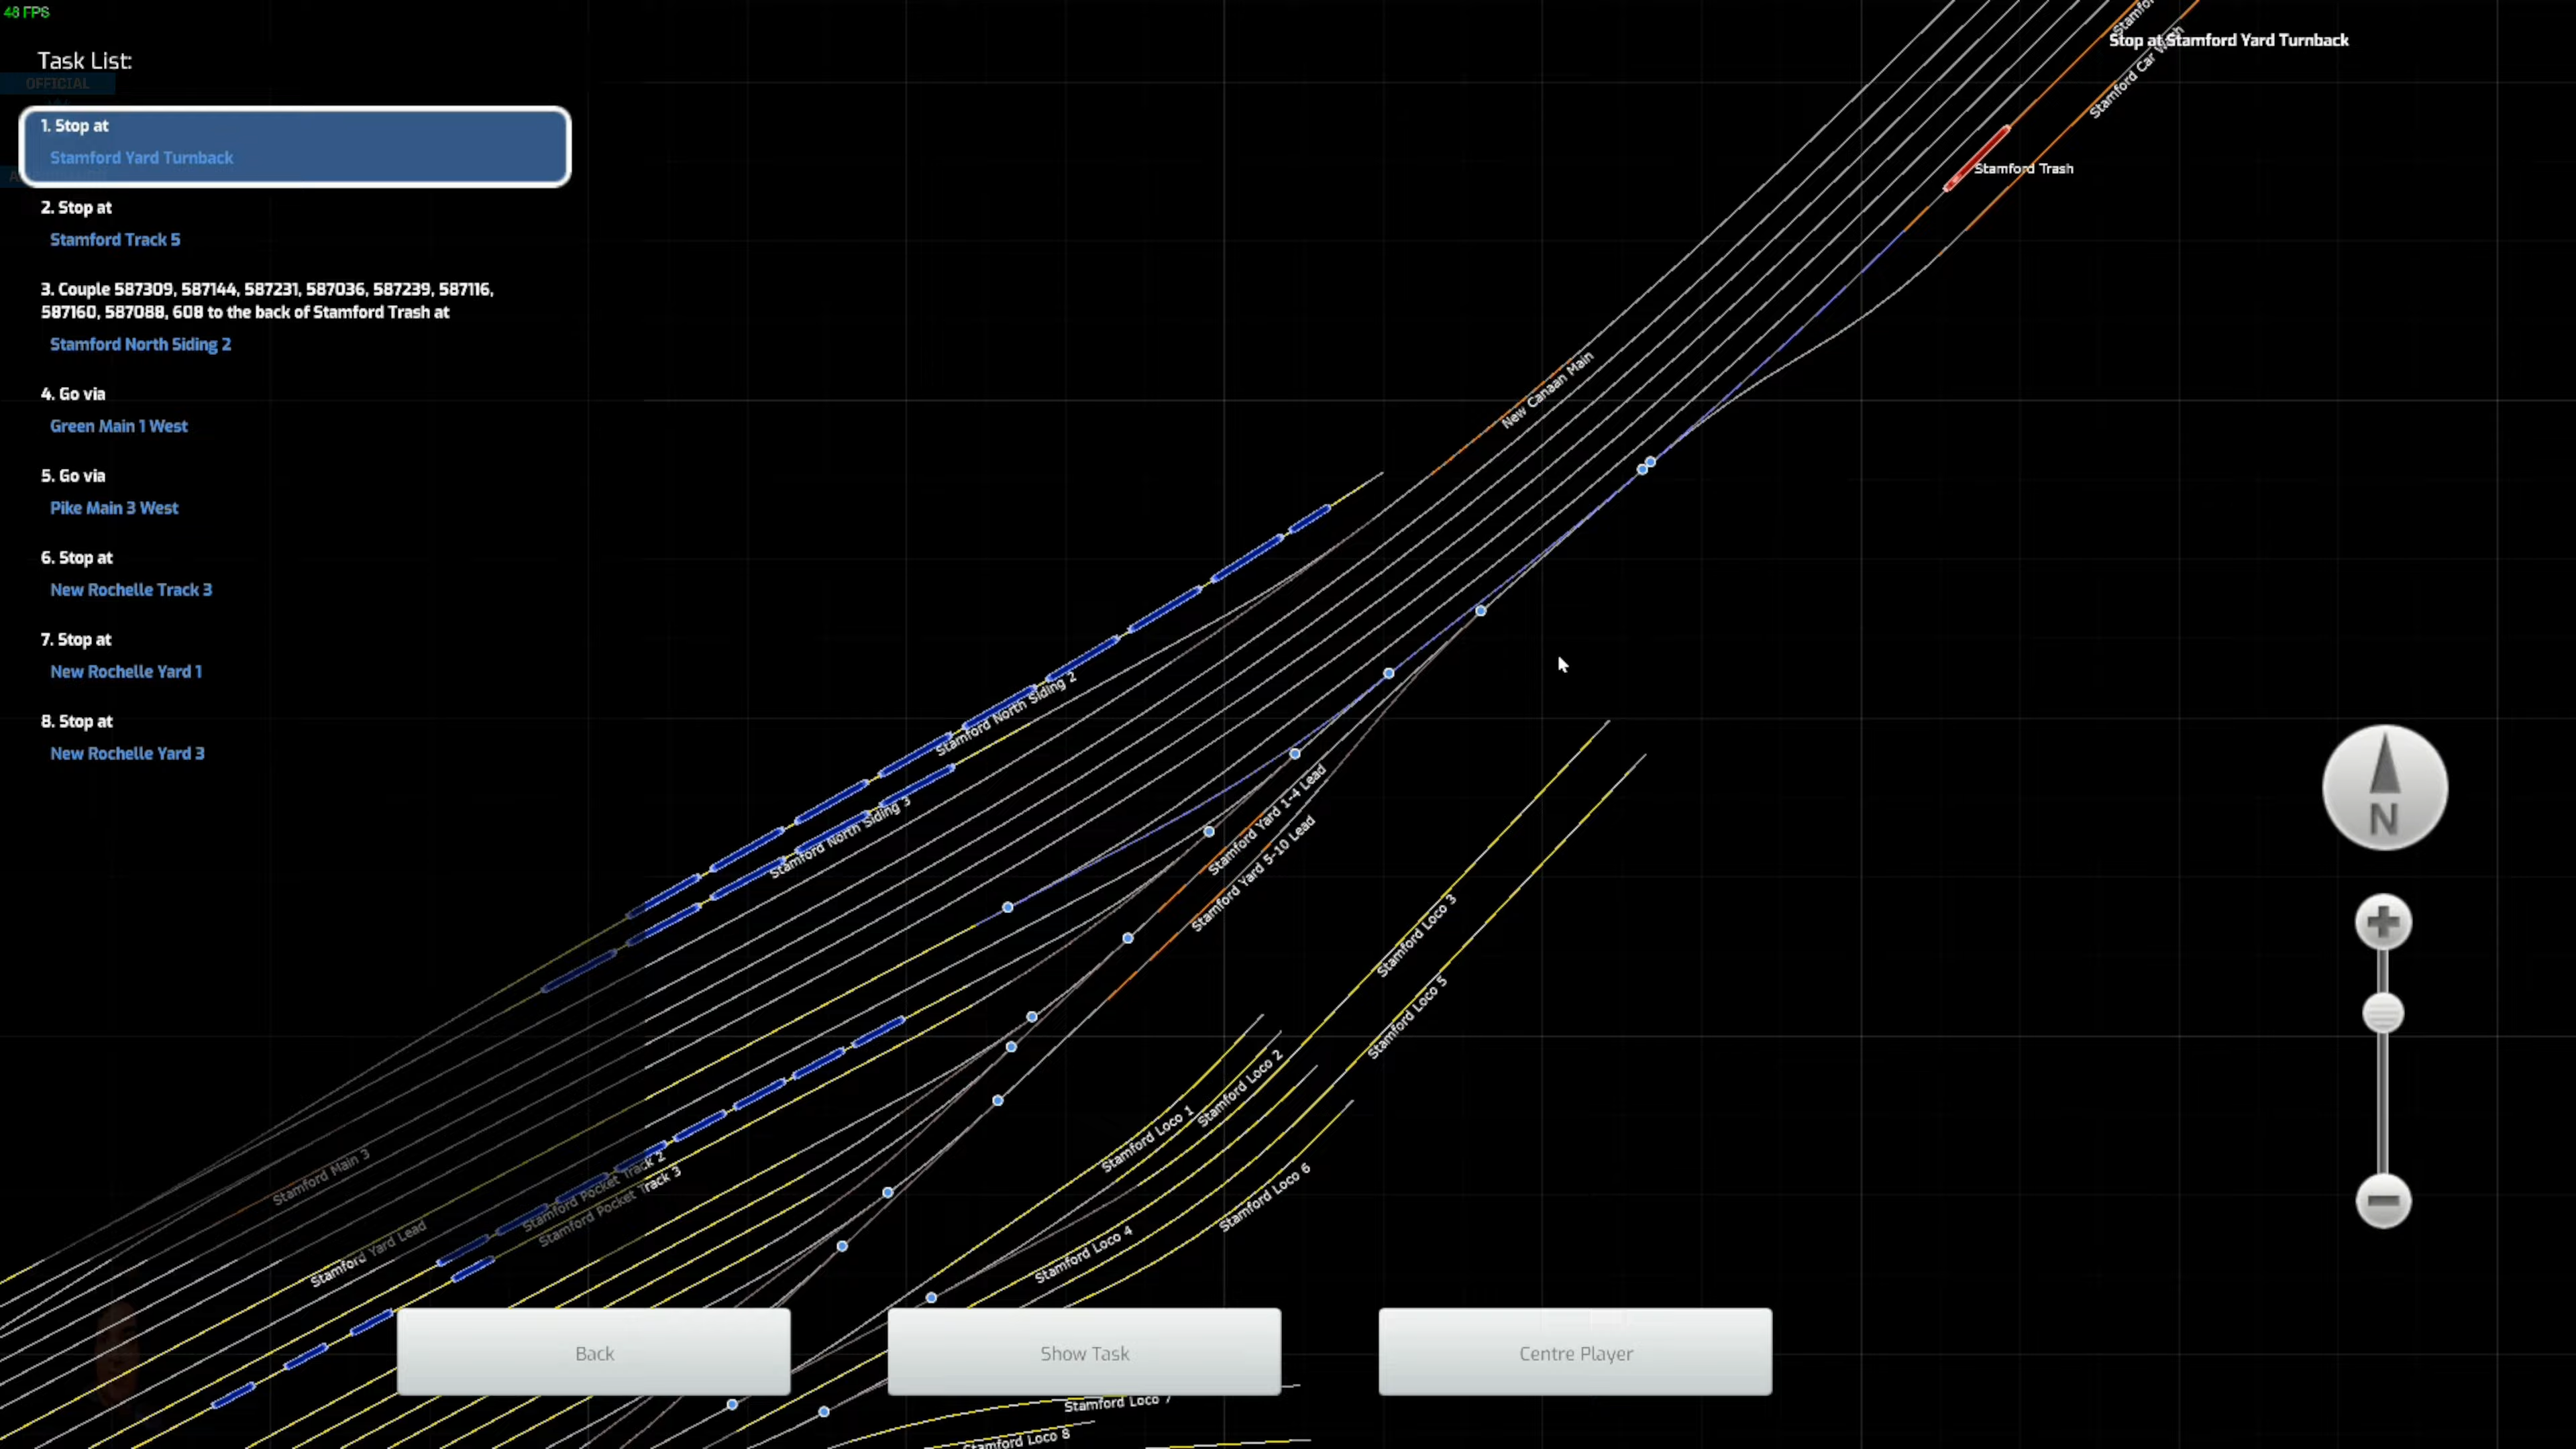 48 FPS
Task List:
OFFICIAL
1. Stop at
Stamford Yard Turnback
2. Stop at
Stamford Track 5
3. Couple 587309, 587144, 587231, 587036, 587239, 587116,
587160, 587088, 608 to the back of Stamford Trash at
Stamford North Siding 2
4. Go via
Green Main 1 West
5. Go via
Pike Main 3 West
6. Stop at
New Rochelle Track 3
7. Stop at
New Rochelle Yard 1
8. Stop at
New Rochelle Yard 3
Stop at Stamford Yard Turnback
Stamford Car Wash
Stamford Trash
New Canaan Main
Stamford North Siding 2
Stamford North Siding 3
Stamford Yard 1-4 Lead
Stamford Yard 5-10 Lead
Stamford Loco 3
Stamford Loco 5
Stamford Loco 2
Stamford Loco 1
Stamford Loco 6
Stamford Loco 4
Stamford Main 3
Stamford Pocket Track 2
Stamford Pocket Track 3
Stamford Yard Lead
N
Back
Show Task
Centre Player
Stamford Loco 7
Stamford Loco 8